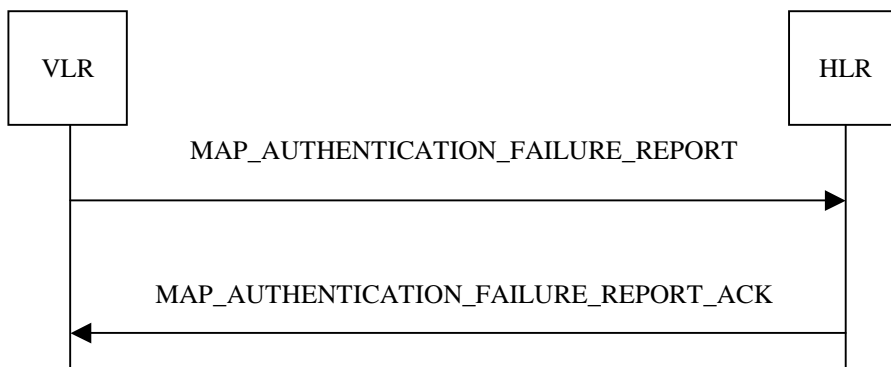 VLR
HLR
MAP_AUTHENTICATION_FAILURE_REPORT
MAP_AUTHENTICATION_FAILURE_REPORT_ACK